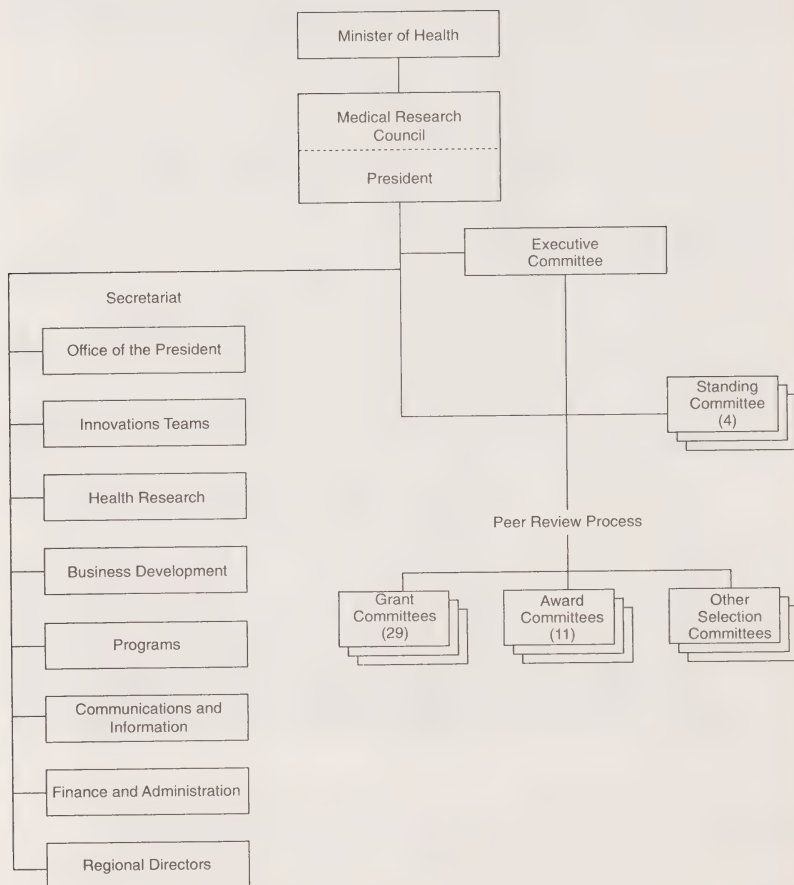 Minister of Health
Medical Research
Council
President
Executive
Committee
Secretariat
Office of the President
Innovations Teams
Health Research
Business Development
Programs
Communications and
Information
Finance and Administration
Regional Directors
Standing
Committee
(4)
Peer Review Process
Grant
Committees
(29)
Award
Committees
(11)
Other
Selection
Committees